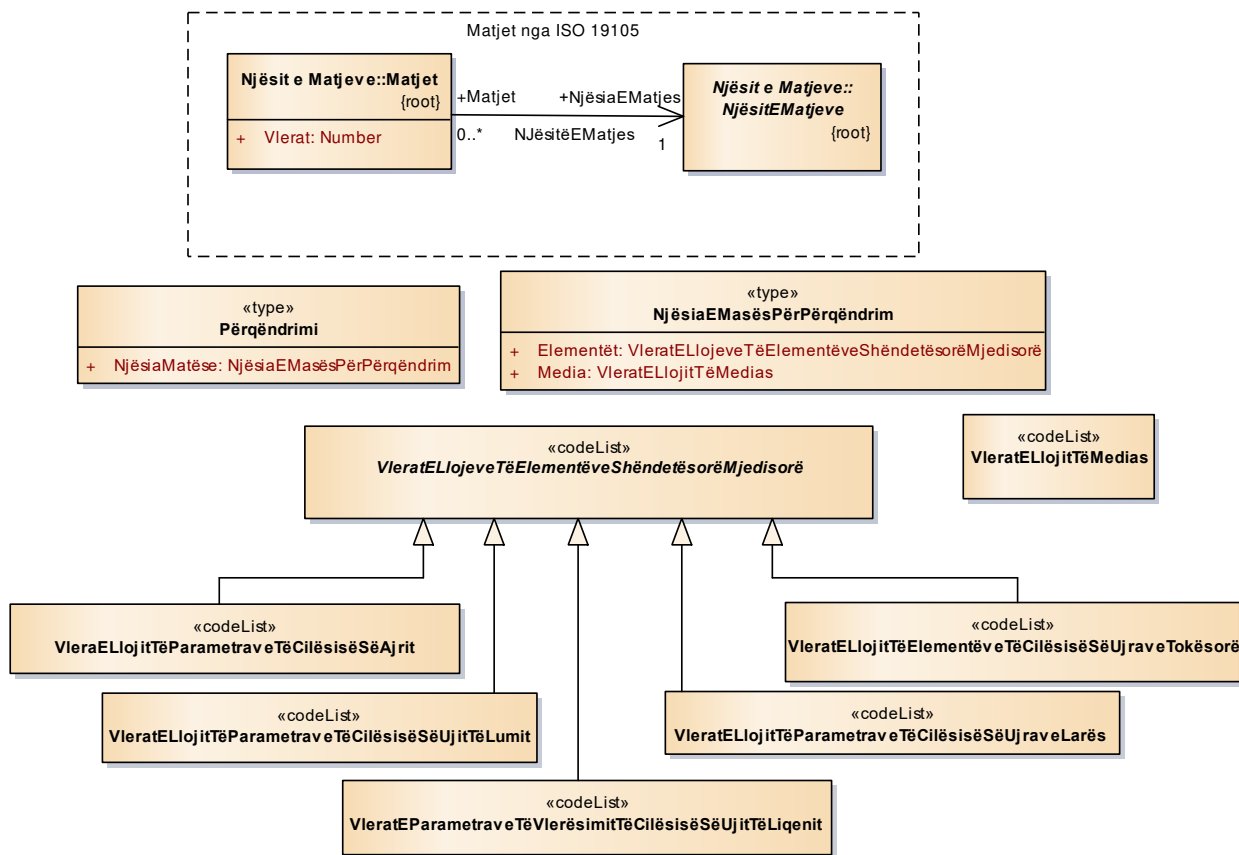 Matjet nga ISO 19105
Njësit e Matjeve::Matjet
{root}
+ Vlerat: Number
+Matjet
+NjësiaEMatjes
0..*
NJësitëEMatjes
1
Njësit e Matjeve::
NjësitEMatjeve
{root}
«type»
Përqëndrimi
+ NjësiaMatëse: NjësiaEMasësPërPërqëndrim
«type»
NjësiaEMasësPërPërqëndrim
+ Elementët: VleratELlojeveTëElementëveShëndetësorëMjedisorë
+ Media: VleratELlojitTëMedias
«codeList»
VleratELlojeveTëElementëveShëndetësorëMjedisorë
«codeList»
VleratELlojitTëMedias
«codeList»
VleraELlojitTëParametraveTëCilësisëSëAjrit
«codeList»
VleratELlojitTëElementëveTëCilësisëSëUjraveTokësorë
«codeList»
VleratELlojitTëParametraveTëCilësisëSëUjitTëLumit
«codeList»
VleratELlojitTëParametraveTëCilësisëSëUjraveLarës
«codeList»
VleratEParametraveTëVlerësimitTëCilësisëSëUjitTëLiqenit